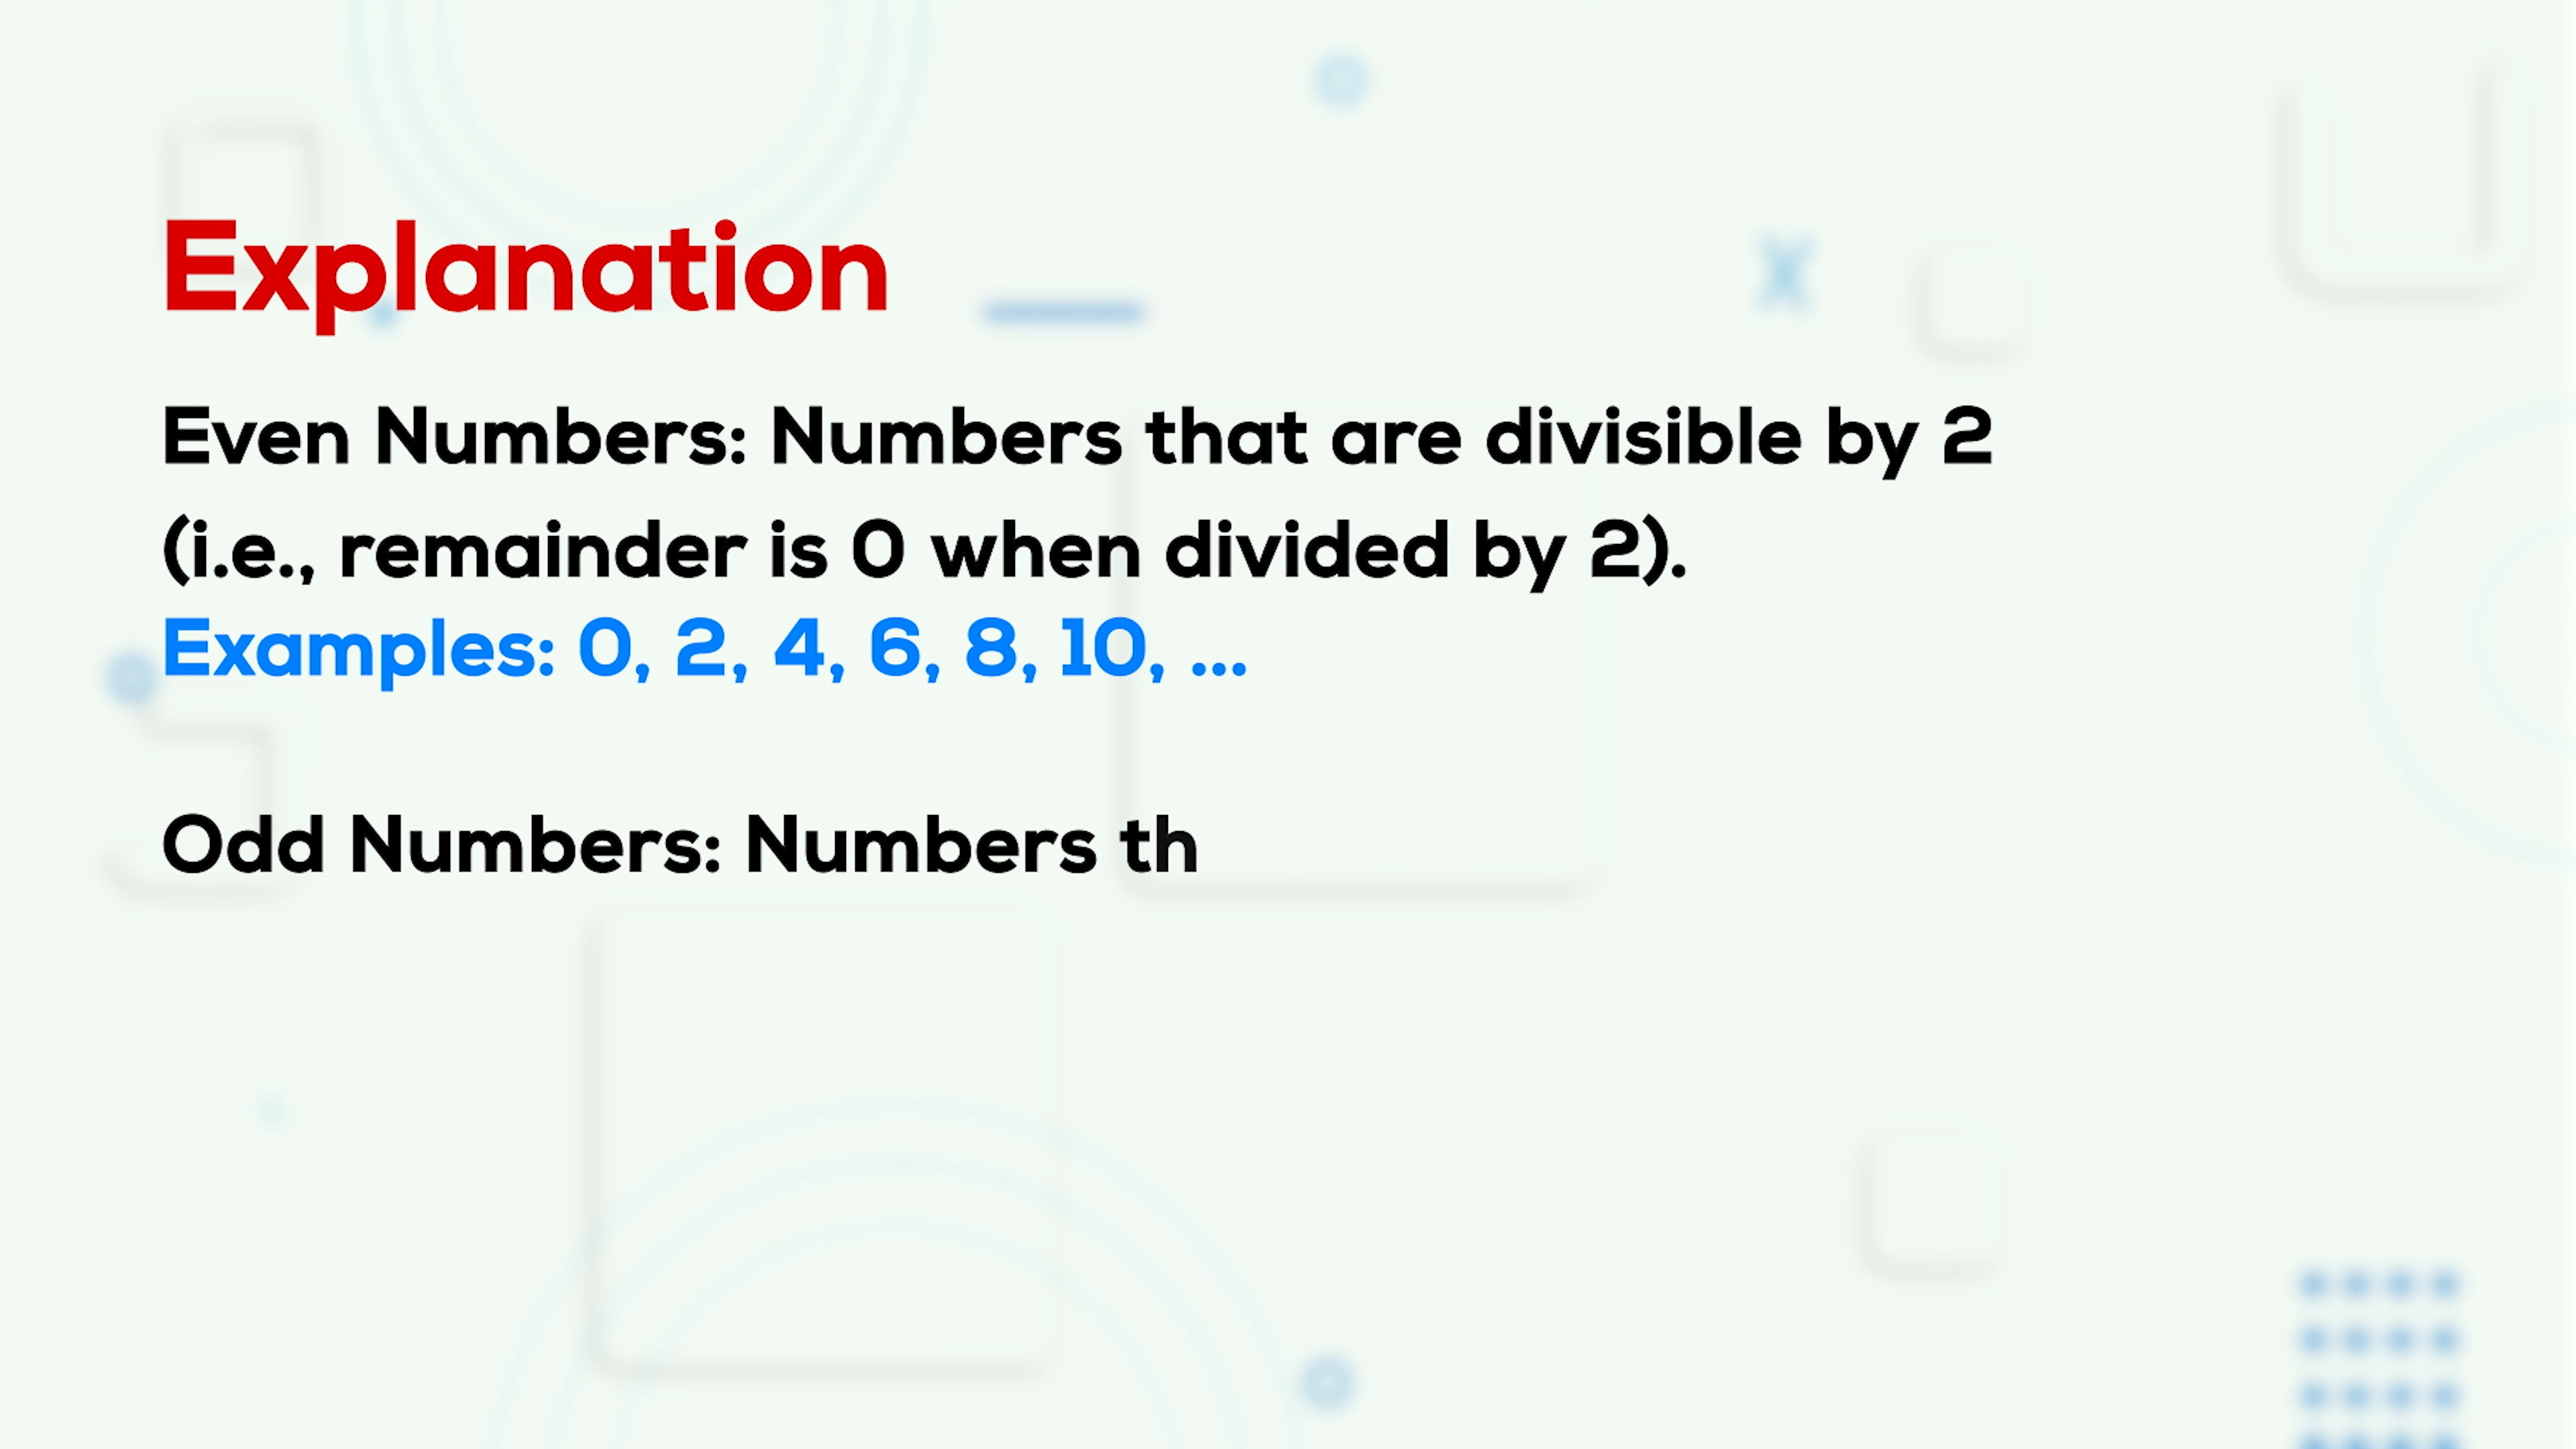 Explanation
Even Numbers: Numbers that are divisible by 2
(i.e., remainder is 0 when divided by 2).
Examples: 0, 2, 4, 6, 8, 10, ...
Odd Numbers: Numbers th